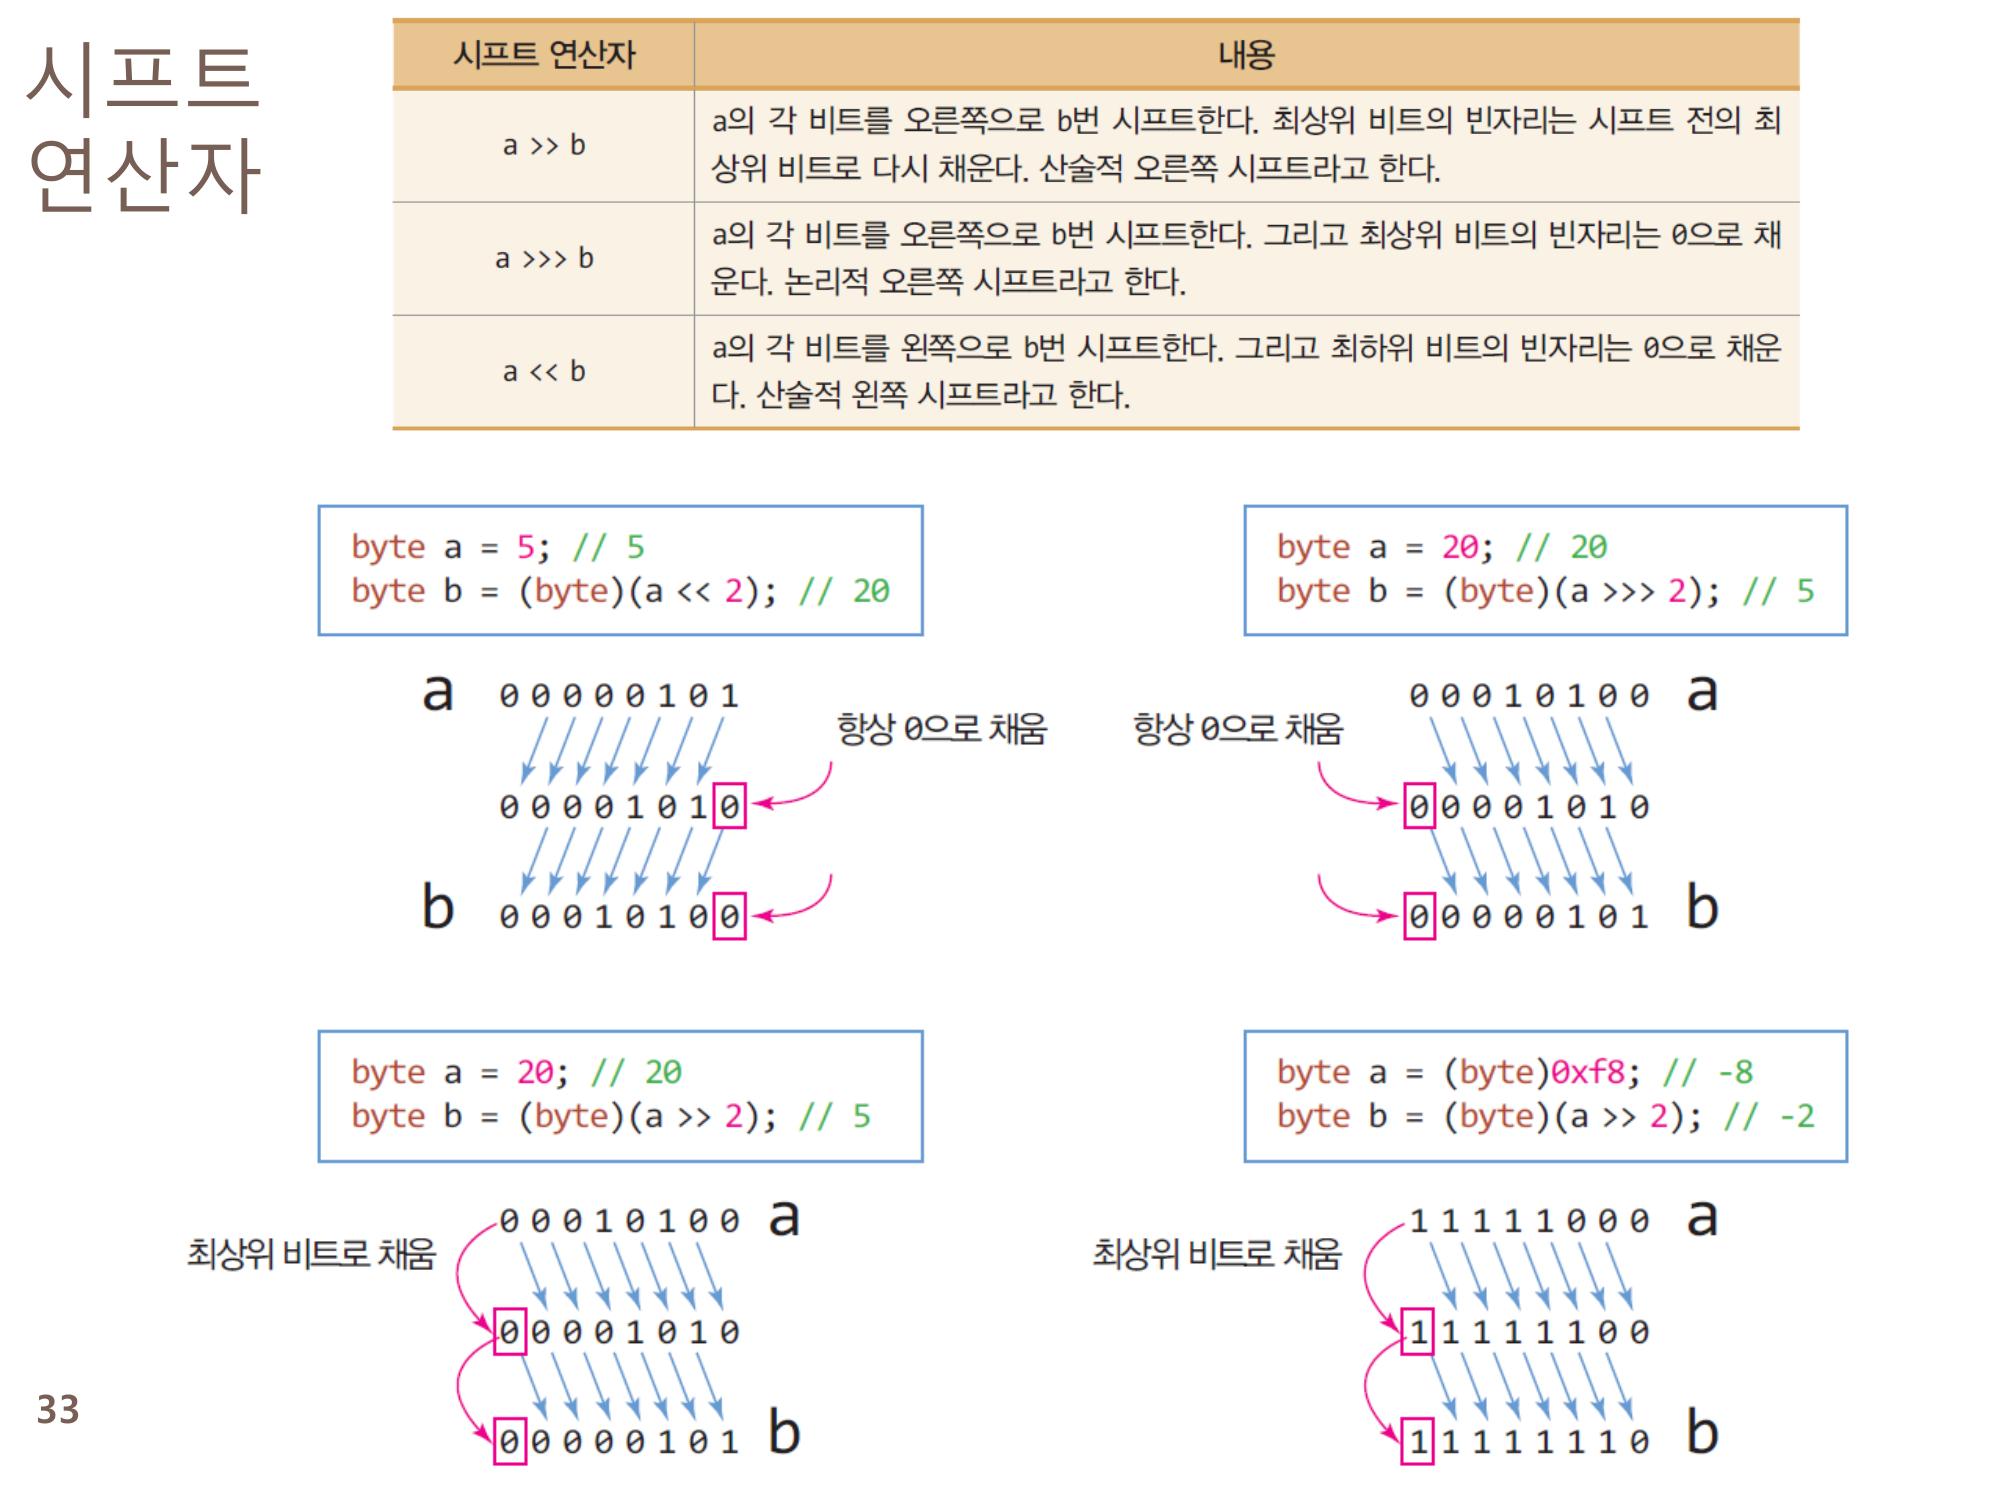 시프트
연산자
시프트 연산자
내용
a >> b
a의 각 비트를 오른쪽으로 b번 시프트한다. 최상위 비트의 빈자리는 시프트 전의 최
상위 비트로 다시 채운다. 산술적 오른쪽 시프트라고 한다.
a >>> b
a의 각 비트를 오른쪽으로 b번 시프트한다. 그리고 최상위 비트의 빈자리는 0으로 채
운다. 논리적 오른쪽 시프트라고 한다.
a << b
a의 각 비트를 왼쪽으로 b번 시프트한다. 그리고 최하위 비트의 빈자리는 0으로 채운
다. 산술적 왼쪽 시프트라고 한다.
byte a = 5; // 5
byte b = (byte)(a << 2); // 20
a 0 0 0 0 0 1 0 1
항상 0으로 채움
0 0 0 0 1 0 1 0
b 0 0 0 1 0 1 0 0
byte a = 20; // 20
byte b = (byte)(a >>> 2); // 5
0 0 0 1 0 1 0 0 a
항상 0으로 채움
0 0 0 0 1 0 1 0
0 0 0 0 0 1 0 1 b
byte a = 20; // 20
byte b = (byte)(a >> 2); // 5
0 0 0 1 0 1 0 0 a
최상위 비트로 채움
0 0 0 0 1 0 1 0
0 0 0 0 0 1 0 1 b
byte a = (byte)0xf8; // -8
byte b = (byte)(a >> 2); // -2
1 1 1 1 1 0 0 0 a
최상위 비트로 채움
1 1 1 1 1 1 0 0
1 1 1 1 1 1 1 0 b
33